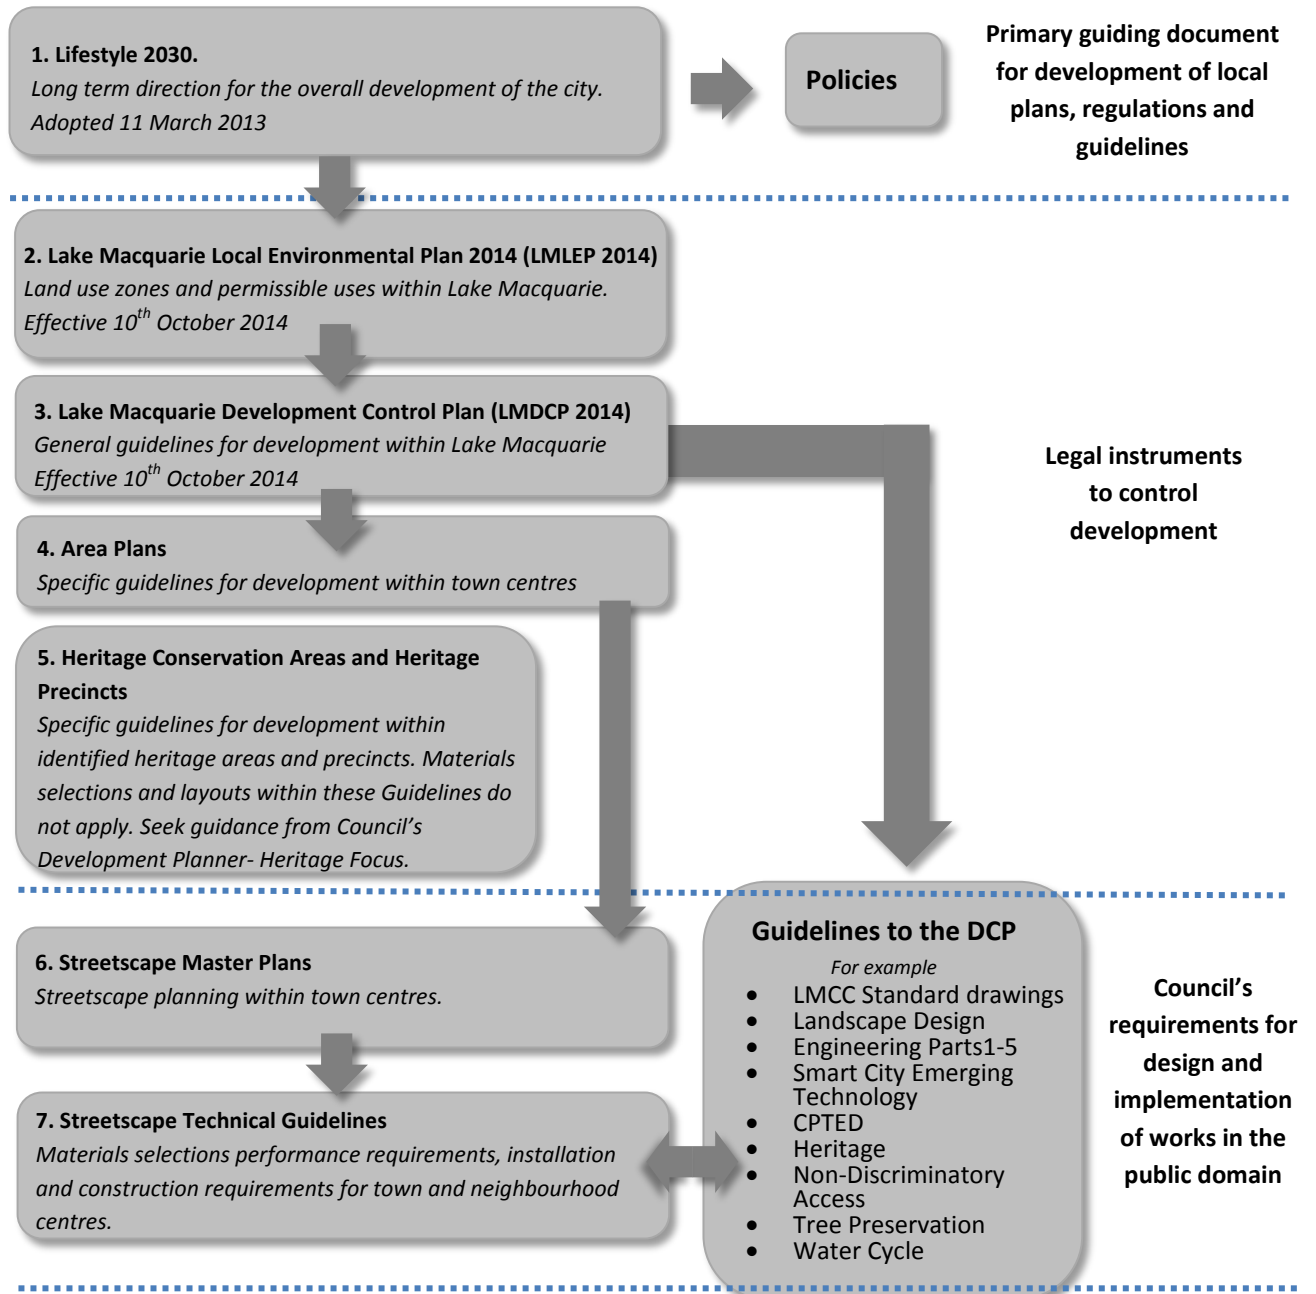 1. Lifestyle 2030.
Long term direction for the overall development of the city.
Adopted 11 March 2013
Policies
Primary guiding document
for development of local
plans, regulations and
guidelines
2. Lake Macquarie Local Environmental Plan 2014 (LMLEP 2014)
Land use zones and permissible uses within Lake Macquarie.
Effective 10th October 2014
3. Lake Macquarie Development Control Plan (LMDCP 2014)
General guidelines for development within Lake Macquarie
Effective 10th October 2014
4. Area Plans
Specific guidelines for development within town centres
5. Heritage Conservation Areas and Heritage
Precincts
Specific guidelines for development within
identified heritage areas and precincts. Materials
selections and layouts within these Guidelines do
not apply. Seek guidance from Council's
Development Planner- Heritage Focus.
Legal instruments
to control
development
6. Streetscape Master Plans
Streetscape planning within town centres.
7. Streetscape Technical Guidelines
Materials selections performance requirements, installation
and construction requirements for town and neighbourhood
centres.
Guidelines to the DCP
For example
• LMCC Standard drawings
• Landscape Design
• Engineering Parts1-5
• Smart City Emerging
Technology
• CPTED
• Heritage
• Non-Discriminatory
Access
• Tree Preservation
• Water Cycle
Council's
requirements for
design and
implementation
of works in the
public domain